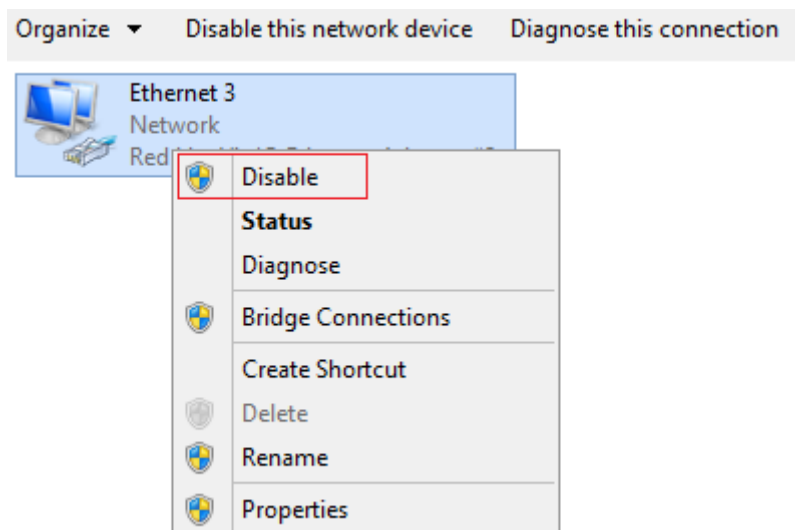 Organize Disable this network device Diagnose this connection
Ethernet 3
Network
Red
Disable
Status
Diagnose
Bridge Connections
Create Shortcut
Delete
Rename
Properties